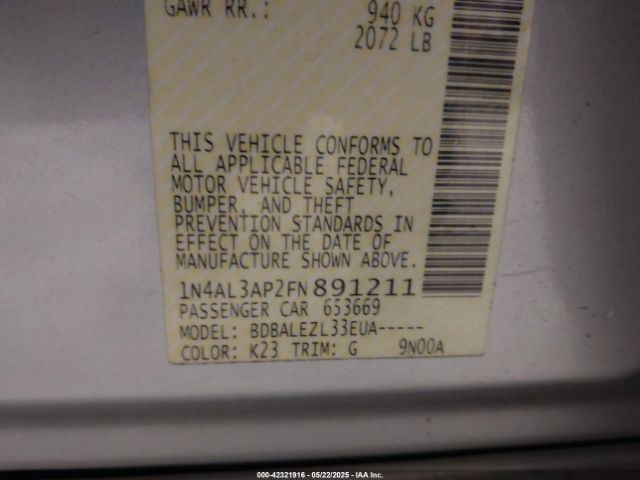 GAWR RR.: 940 KG
2072 LB
THIS VEHICLE CONFORMS TO
ALL APPLICABLE FEDERAL
MOTOR VEHICLE SAFETY,
BUMPER, AND THEFT
PREVENTION STANDARDS IN
EFFECT ON THE DATE OF
MANUFACTURE SHOWN ABOVE.
1N4AL3AP2FN891211
PASSENGER CAR 653669
MODEL: BDBALEZL33EUA-----
COLOR: K23 TRIM: G 9N00A
000-42321916 - 05/22/2025 - IAA Inc.